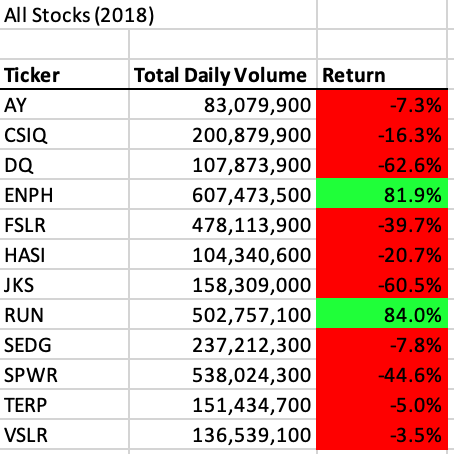 All Stocks (2018)
Ticker Total Daily Volume Return
AY 83,079,900 -7.3%
CSIQ 200,879,900 -16.3%
DQ 107,873,900 -62.6%
ENPH 607,473,500 81.9%
FSLR 478,113,900 -39.7%
HASI 104,340,600 -20.7%
JKS 158,309,000 -60.5%
RUN 502,757,100 84.0%
SEDG 237,212,300 -7.8%
SPWR 538,024,300 -44.6%
TERP 151,434,700 -5.0%
VSLR 136,539,100 -3.5%